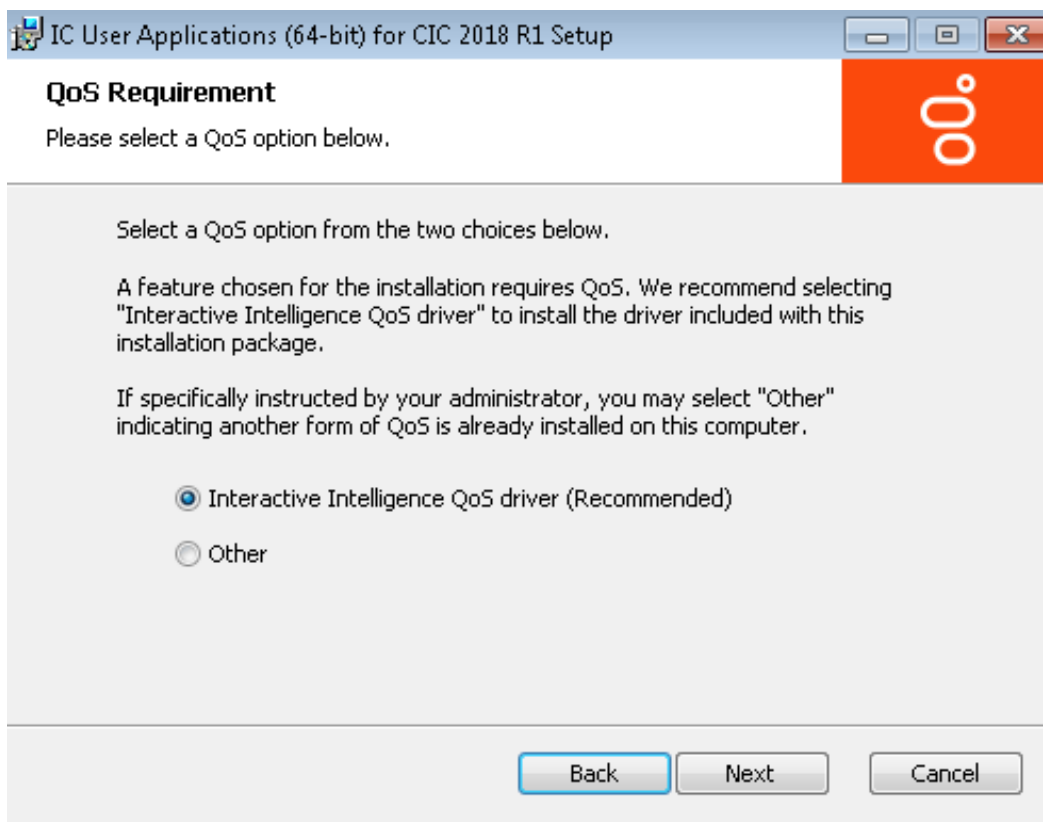 IC User Applications (64-bit) for CIC 2018 R1 Setup
QoS Requirement
Please select a QoS option below.
Select a QoS option from the two choices below.
A feature chosen for the installation requires QoS. We recommend selecting
"Interactive Intelligence QoS driver" to install the driver included with this
installation package.
If specifically instructed by your administrator, you may select "Other"
indicating another form of QoS is already installed on this computer.
Interactive Intelligence QoS driver (Recommended)
Other
Back
Next
Cancel